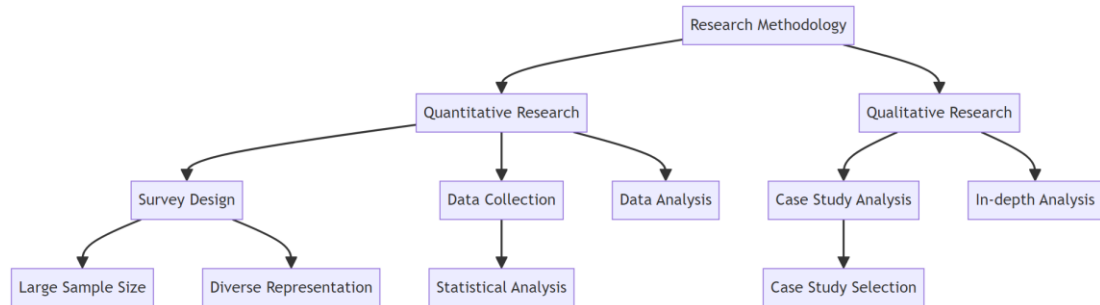 Research Methodology
Quantitative Research
Qualitative Research
Survey Design
Data Collection
Data Analysis
Case Study Analysis
In-depth Analysis
Large Sample Size
Diverse Representation
Statistical Analysis
Case Study Selection